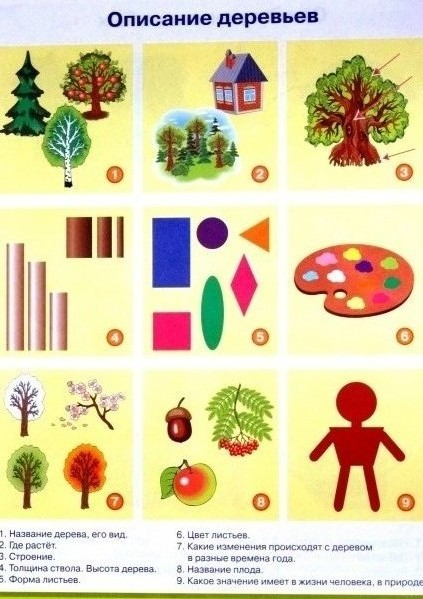 Описание деревьев
1
2
3
4
5
6
7
8
9
1. Название дерева, его вид.
2. Где растёт.
3. Строение.
4. Толщина ствола. Высота дерева.
5. Форма листьев.
6. Цвет листьев.
7. Какие изменения происходят с деревом
в разные времена года.
8. Название плода.
9. Какое значение имеет в жизни человека, в природе